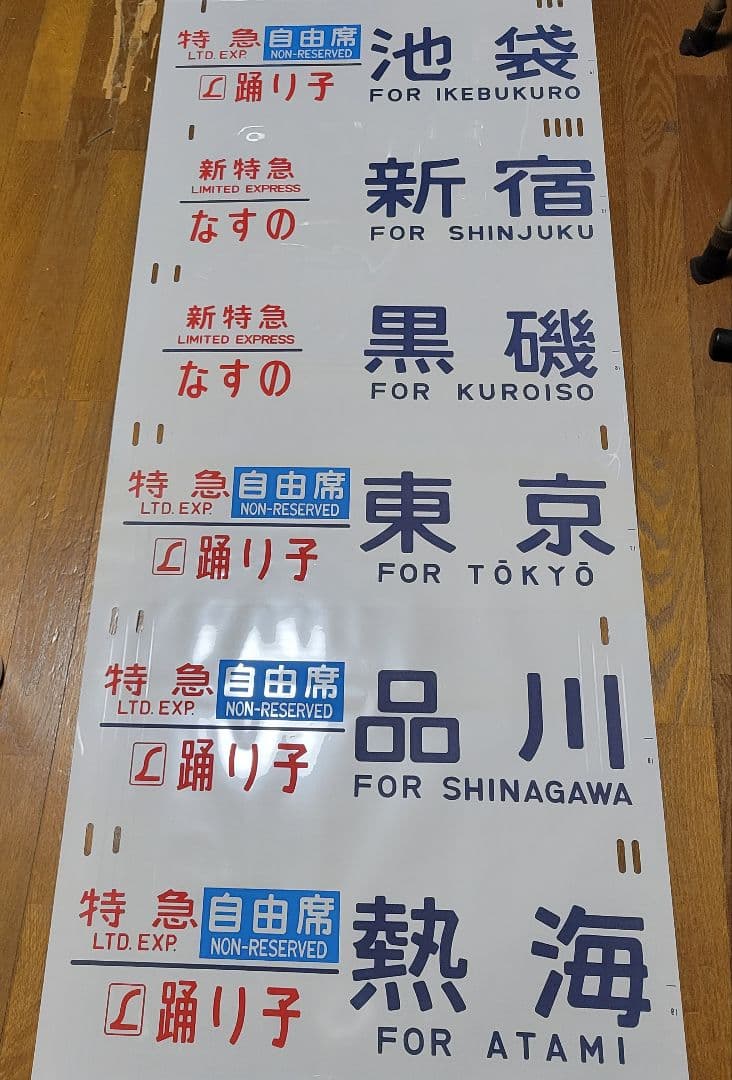 特急 自由席 池袋
LTD. EXP. NON-RESERVED
踊り子 FOR IKEBUKURO
新特急 新宿
LIMITED EXPRESS
なすの FOR SHINJUKU
新特急 黒磯
LIMITED EXPRESS
なすの FOR KUROISO
特急 自由席 東京
LTD. EXP. NON-RESERVED
踊り子 FOR TŌKYŌ
特急 自由席 品川
LTD. EXP. NON-RESERVED
踊り子 FOR SHINAGAWA
特急 自由席 熱海
LTD. EXP. NON-RESERVED
踊り子 FOR ATAMI